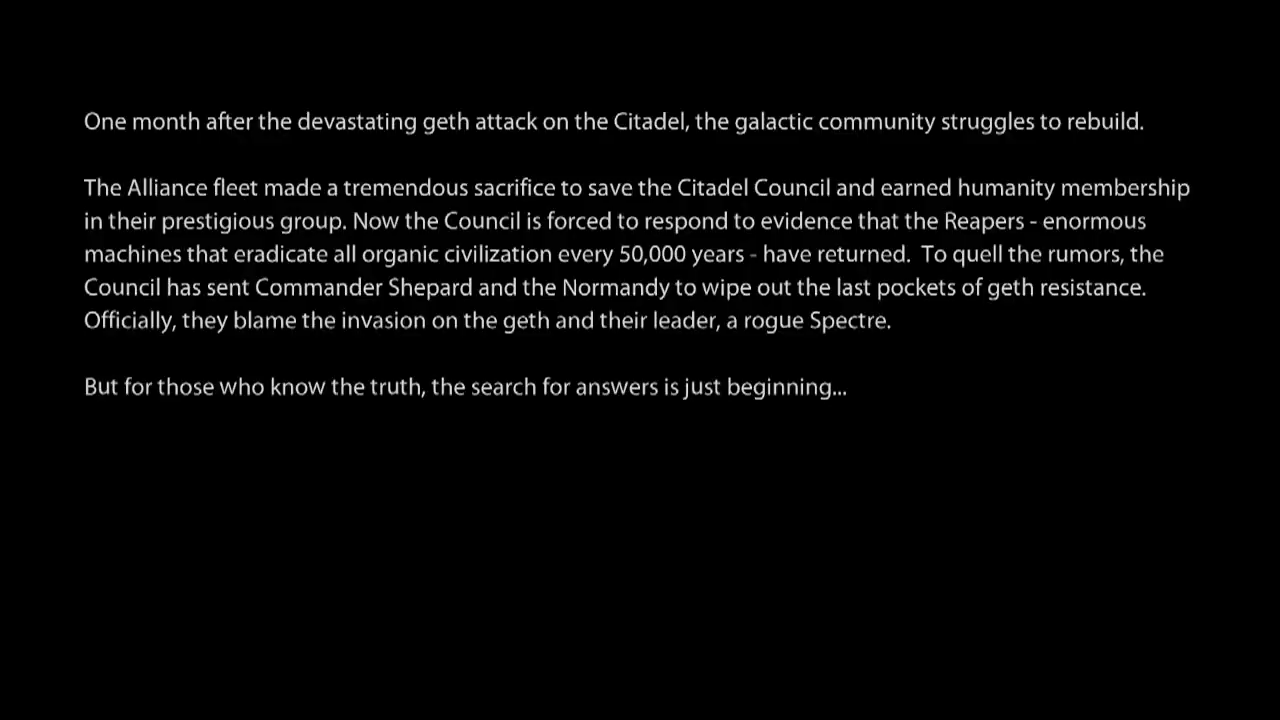 One month after the devastating geth attack on the Citadel, the galactic community struggles to rebuild.
The Alliance fleet made a tremendous sacrifice to save the Citadel Council and earned humanity membership
in their prestigious group. Now the Council is forced to respond to evidence that the Reapers - enormous
machines that eradicate all organic civilization every 50,000 years - have returned.  To quell the rumors, the
Council has sent Commander Shepard and the Normandy to wipe out the last pockets of geth resistance.
Officially, they blame the invasion on the geth and their leader, a rogue Spectre.
But for those who know the truth, the search for answers is just beginning...